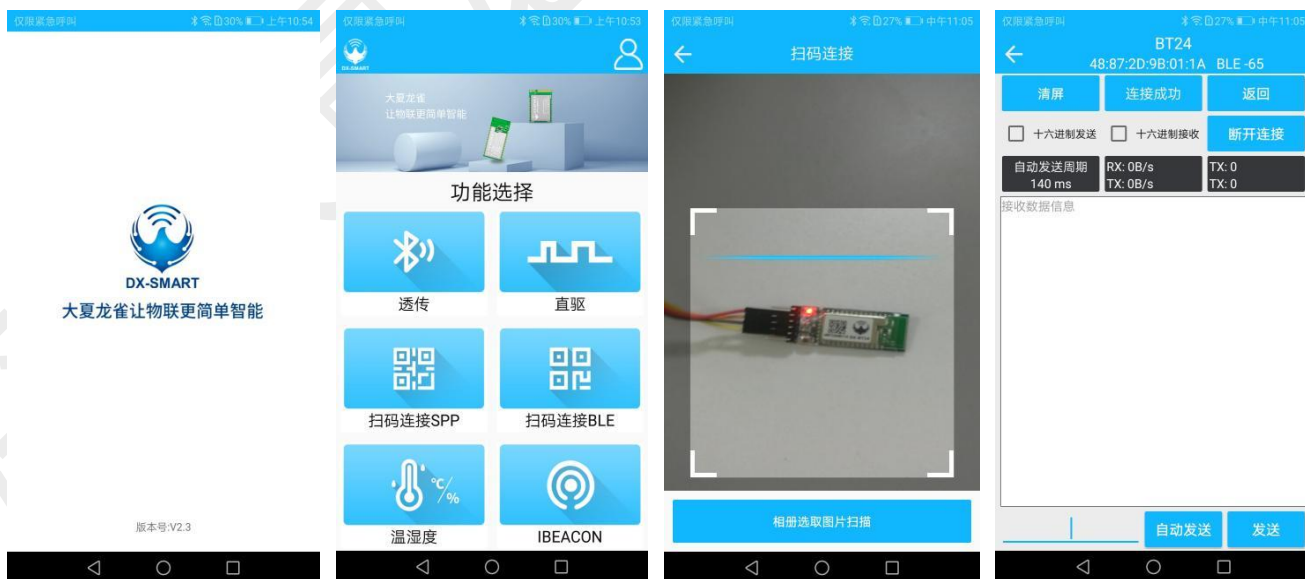 仅限紧急呼叫
30%
上午10:54
DX-SMART
大夏龙雀让物联更简单智能
版本号:V2.3
仅限紧急呼叫
30%
上午10:53
DX-SMART
大夏龙雀
让物联更简单智能
功能选择
透传
直驱
扫码连接SPP
扫码连接BLE
℃/%
温湿度
IBEACON
仅限紧急呼叫
27%
中午11:05
扫码连接
相册选取图片扫描
仅限紧急呼叫
27%
中午11:05
BT24
48:87:2D:9B:01:1A BLE -65
清屏
连接成功
返回
十六进制发送
十六进制接收
断开连接
自动发送周期
140 ms
RX: 0B/s
TX: 0B/s
TX: 0
TX: 0
接收数据信息
自动发送
发送